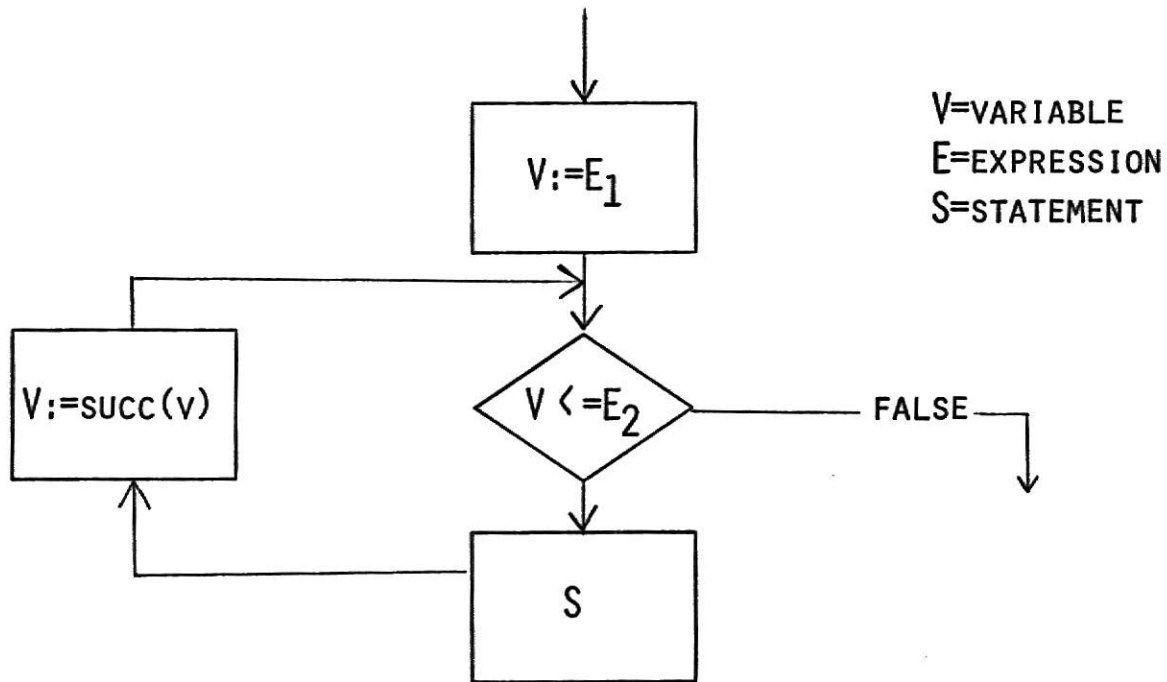 V=VARIABLE
E=EXPRESSION
S=STATEMENT
V:=E1
V:=SUCC(V)
V <=E2
FALSE
S